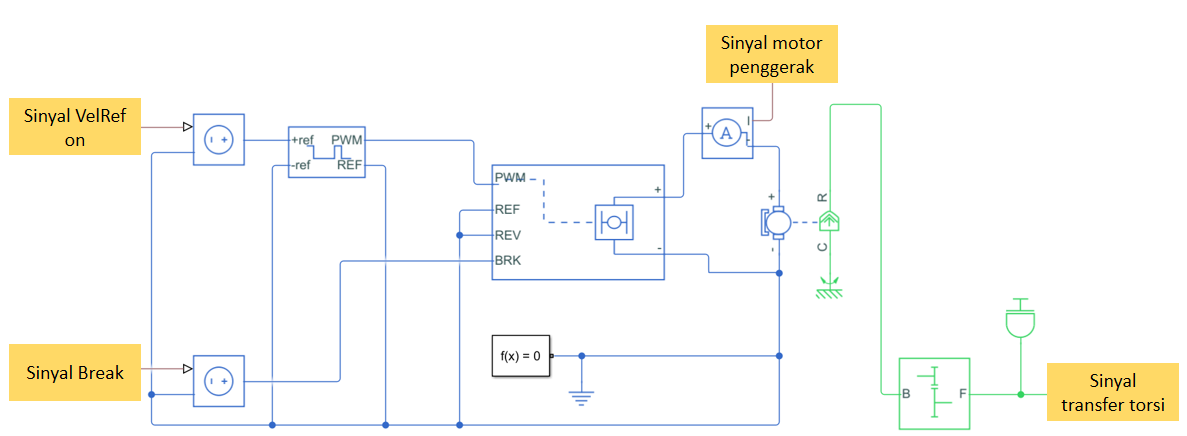 Sinyal motor
penggerak
Sinyal VelRef
on
+ref PWM
-ref REF
+ A I
-
PWM
+
REF
REV
-
BRK
+
-
R
C
f(x) = 0
Sinyal Break
B F
Sinyal
transfer torsi